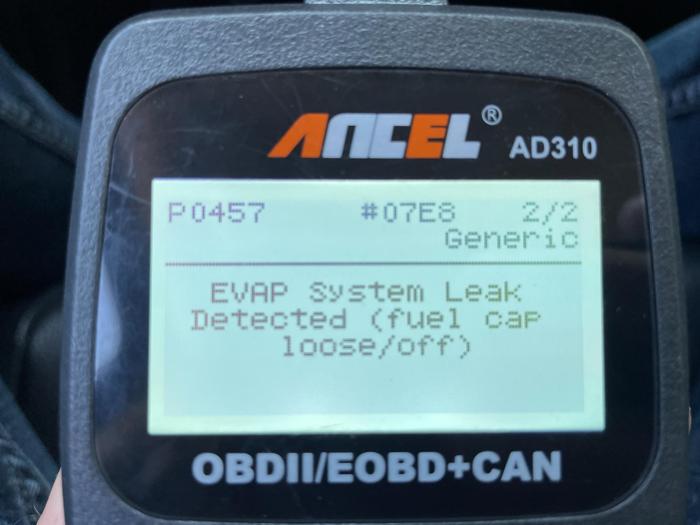 ANCEL® AD310
P0457 #07E8 2/2
Generic
EVAP System Leak
Detected (fuel cap
loose/off)
OBDII/EOBD+CAN